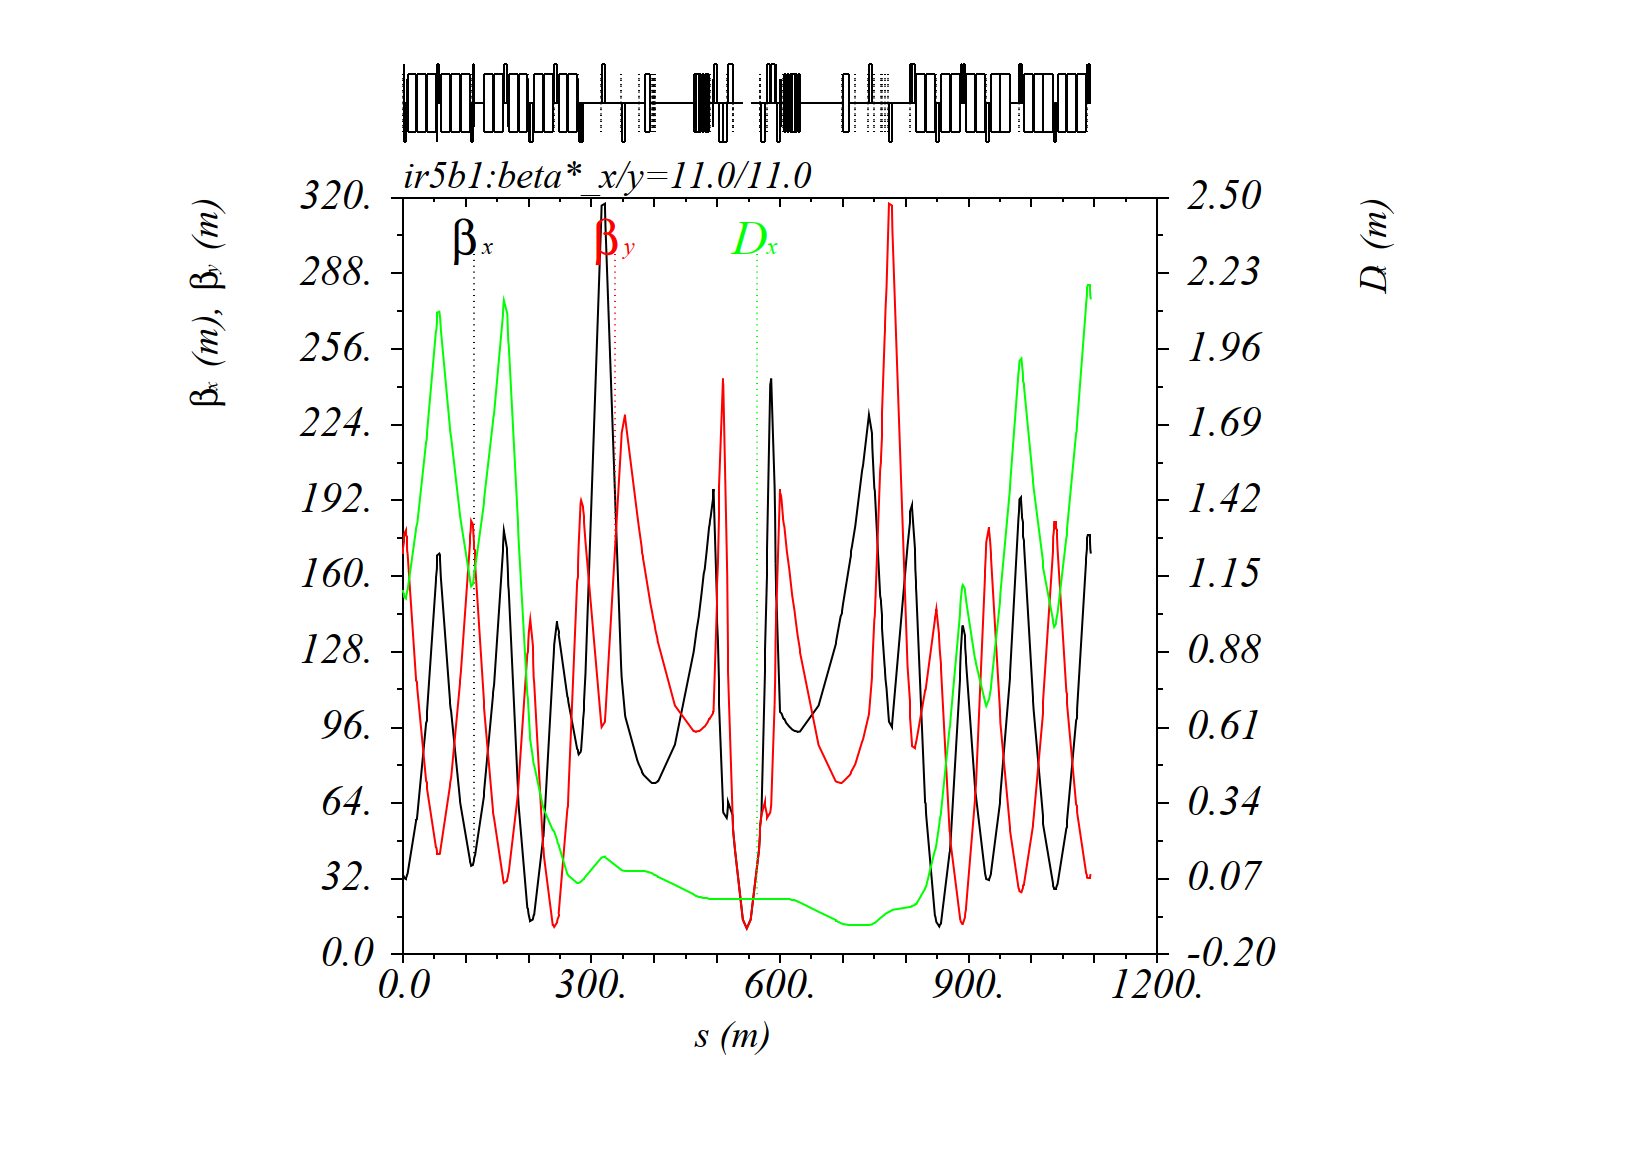 ir5b1:beta*_x/y=11.0/11.0
βx (m), βy (m)
Dx (m)
βx
βy
Dx
320.
288.
256.
224.
192.
160.
128.
96.
64.
32.
0.0
2.50
2.23
1.96
1.69
1.42
1.15
0.88
0.61
0.34
0.07
-0.20
0.0 300. 600. 900. 1200.
s (m)